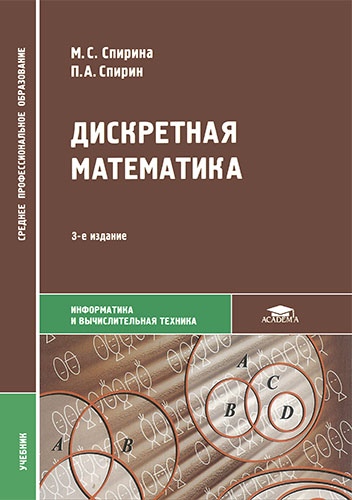 М. С. Спирина
П. А. Спирин
ДИСКРЕТНАЯ
МАТЕМАТИКА
3-е издание
ИНФОРМАТИКА
И ВЫЧИСЛИТЕЛЬНАЯ ТЕХНИКА
ACADEMA
СРЕДНЕЕ ПРОФЕССИОНАЛЬНОЕ ОБРАЗОВАНИЕ
УЧЕБНИК
A
B
A
B
C
D